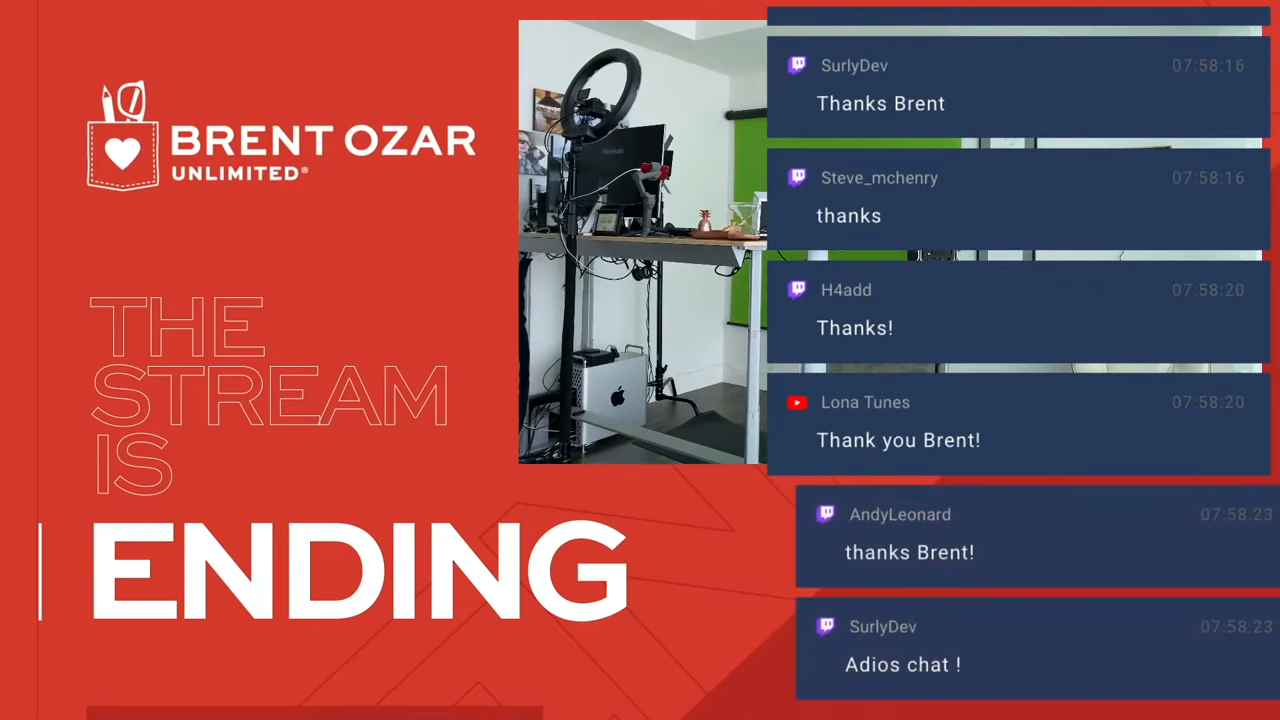 BRENT OZAR
UNLIMITED®
THE
STREAM
IS
ENDING
ViewSonic
SurlyDev 07:58:16
Thanks Brent
Steve_mchenry 07:58:16
thanks
H4add 07:58:20
Thanks!
Lona Tunes 07:58:20
Thank you Brent!
AndyLeonard 07:58:23
thanks Brent!
SurlyDev 07:58:23
Adios chat !